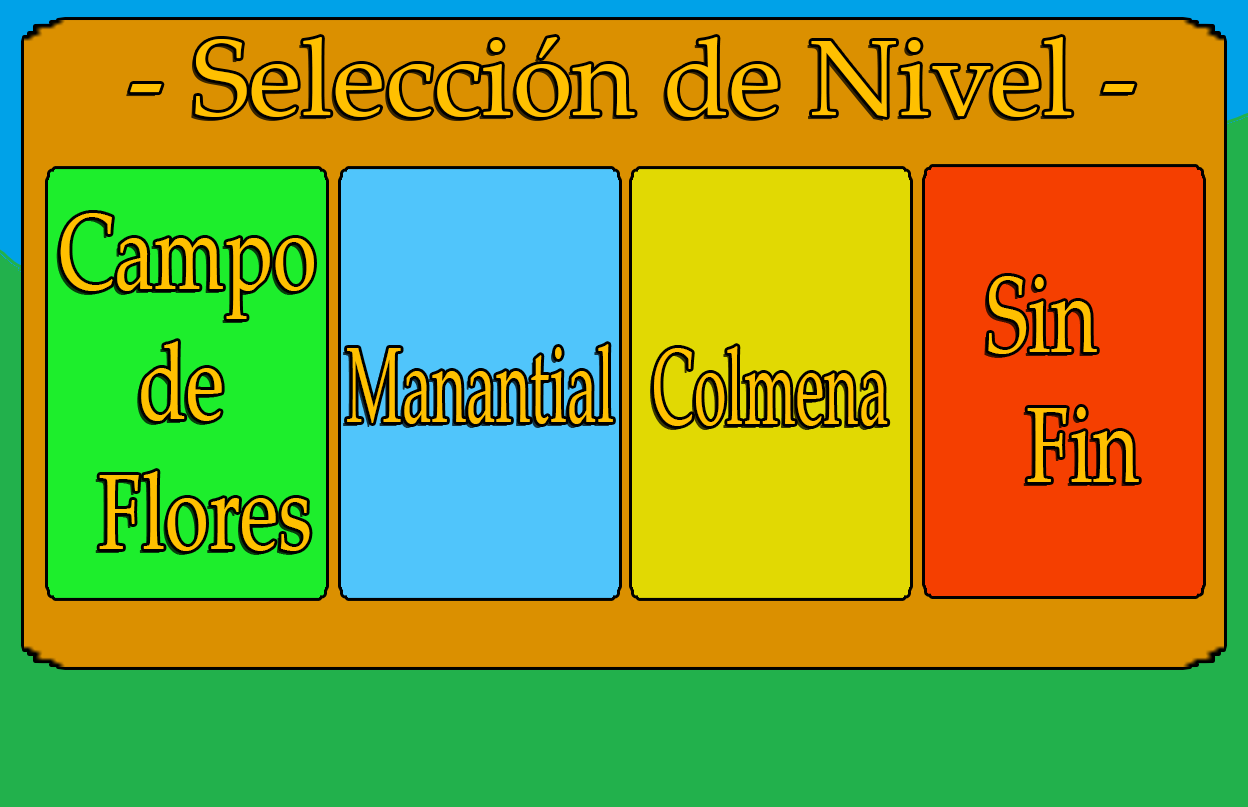 - Selección de Nivel -
Campo
de
Flores
Manantial
Colmena
Sin
Fin